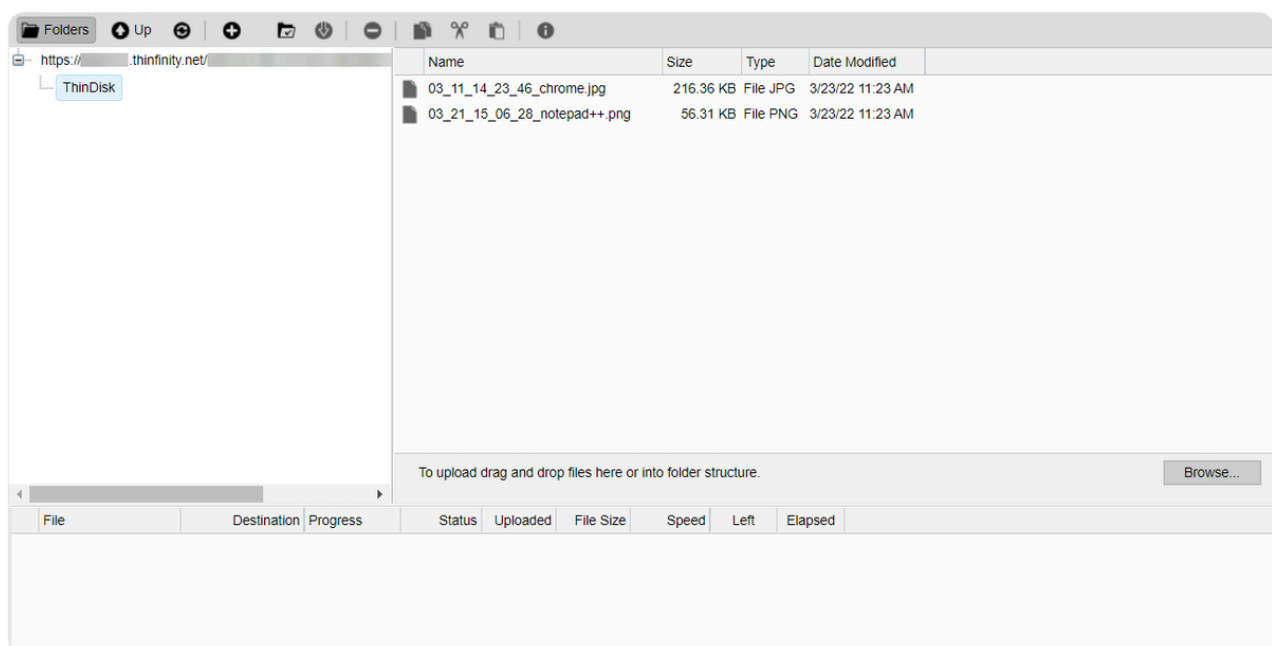 Folders Up
https:// .thinfinity.net/
ThinDisk
Name Size Type Date Modified
03_11_14_23_46_chrome.jpg 216.36 KB File JPG 3/23/22 11:23 AM
03_21_15_06_28_notepad++.png 56.31 KB File PNG 3/23/22 11:23 AM
To upload drag and drop files here or into folder structure. Browse...
File Destination Progress Status Uploaded File Size Speed Left Elapsed